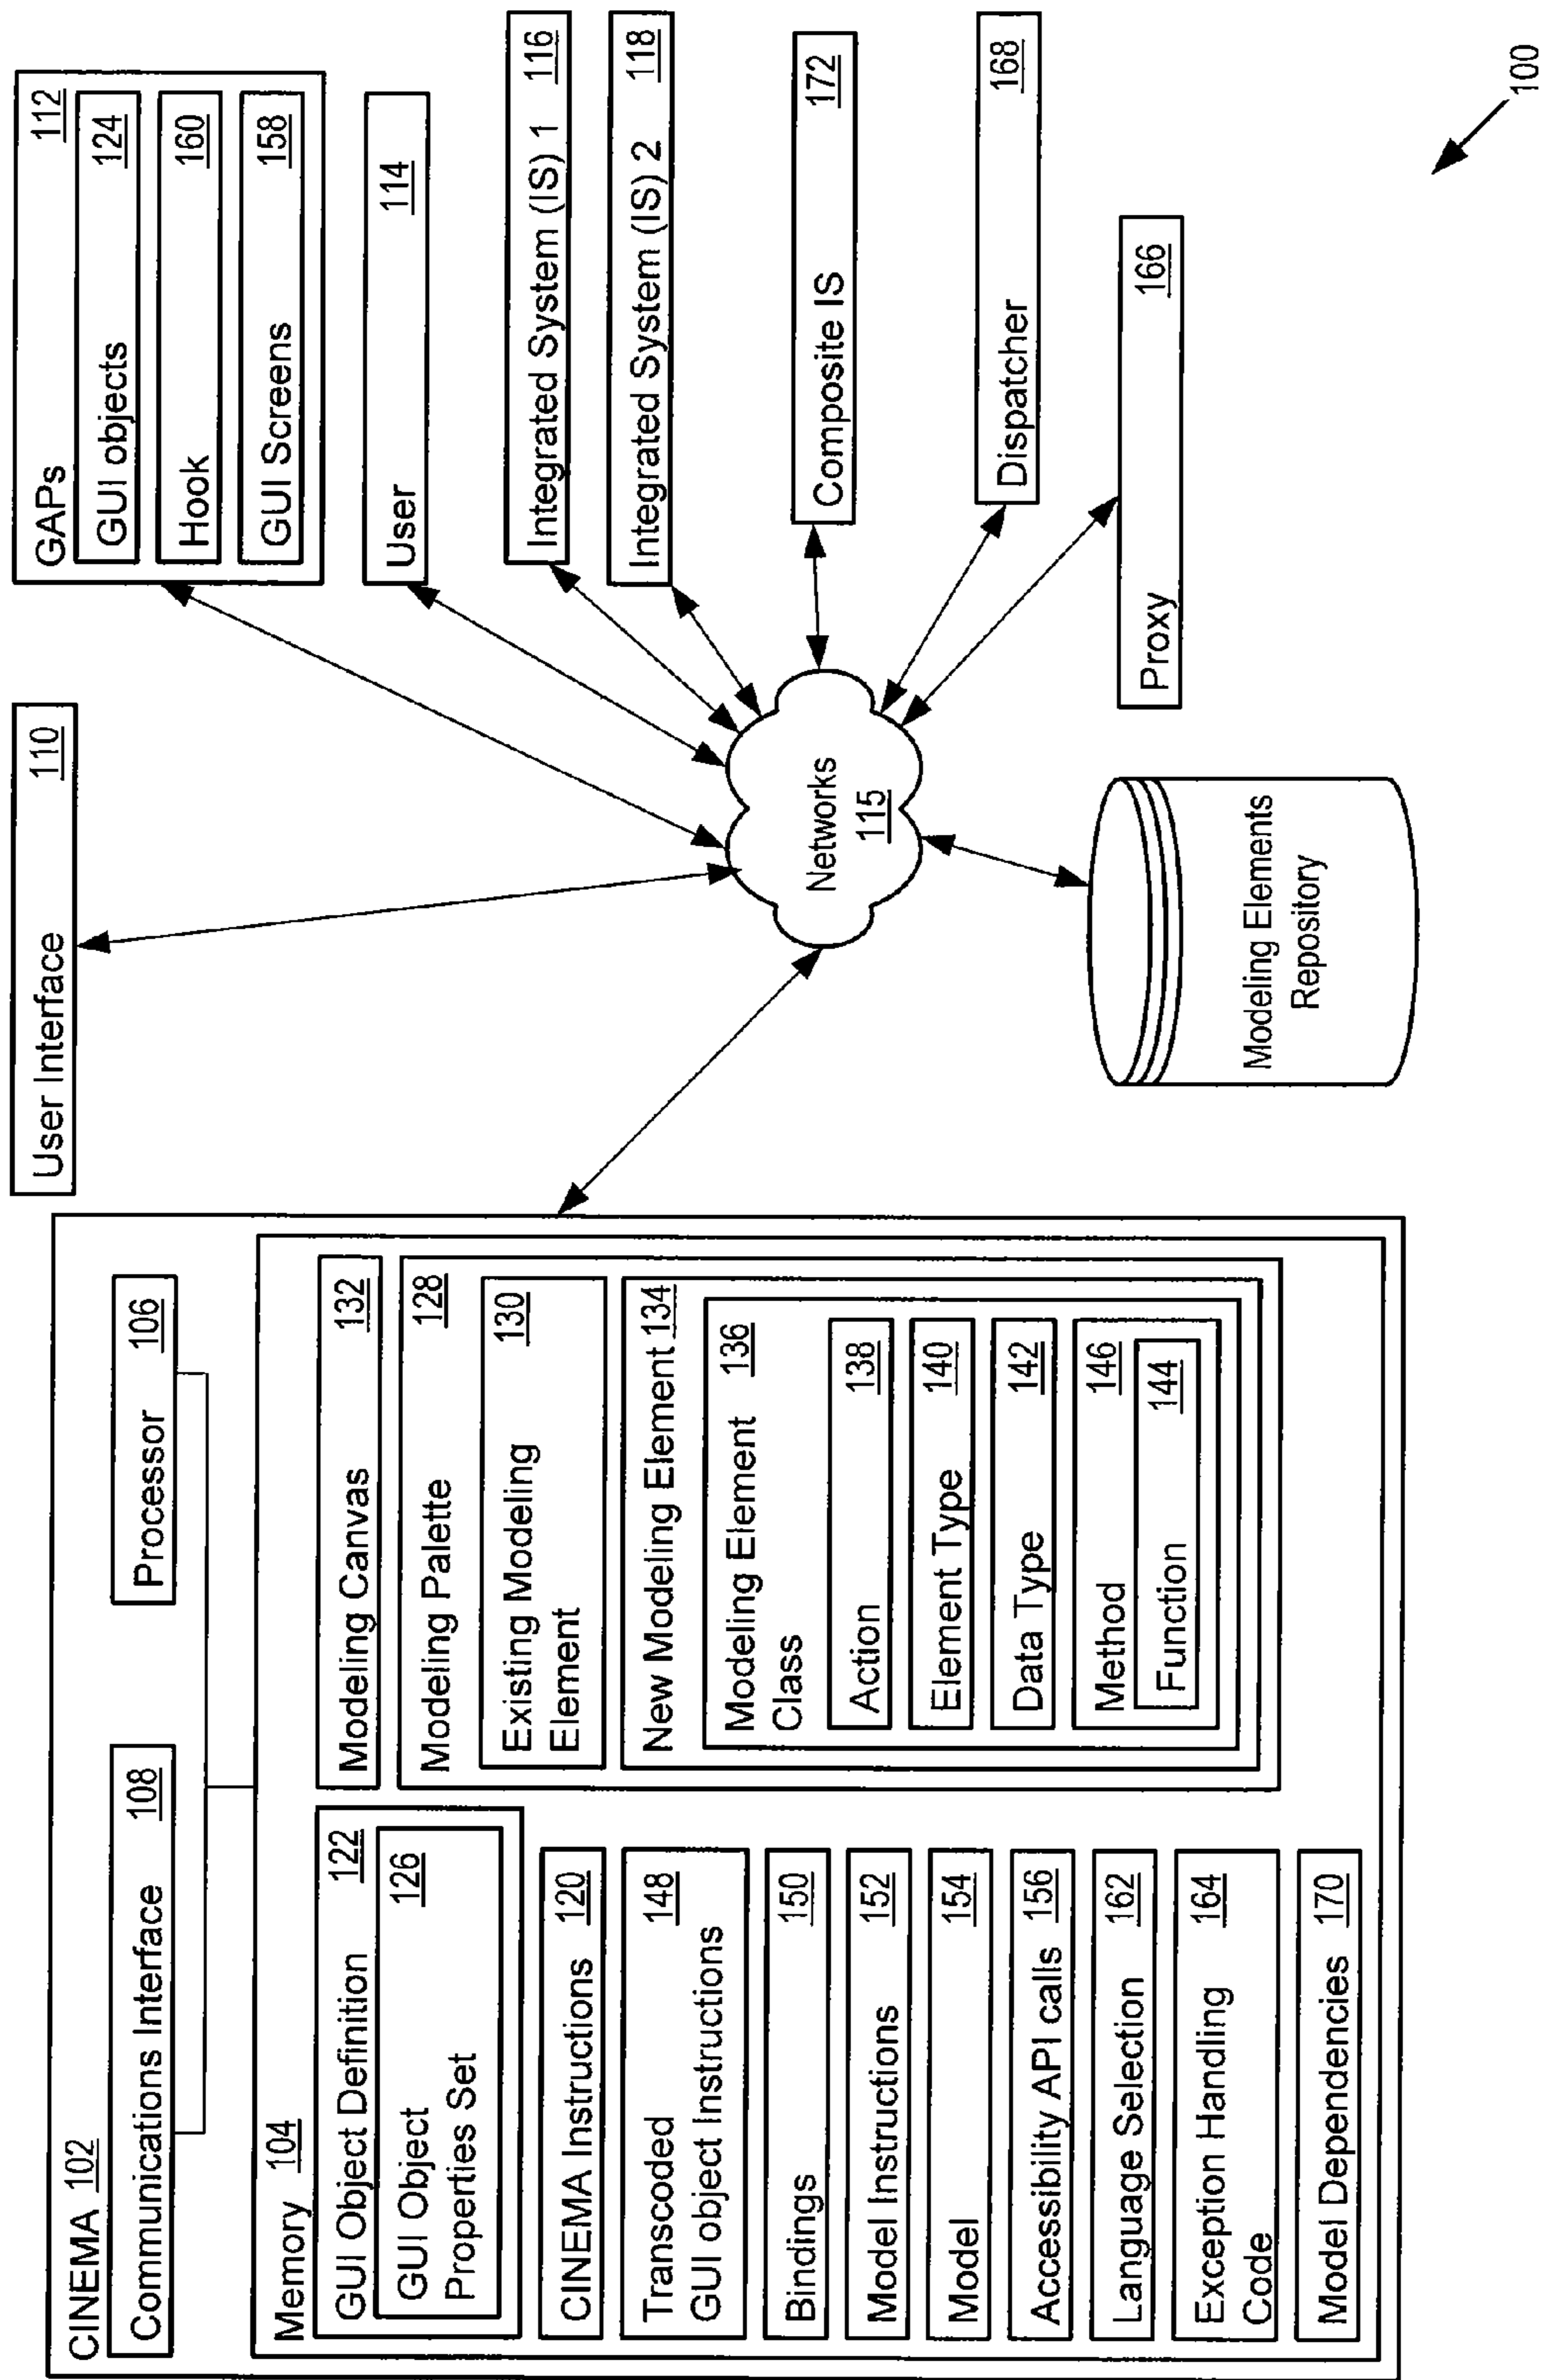 CINEMA 102
Communications Interface 108
Processor 106
Memory 104
GUI Object Definition 122
GUI Object 126
Properties Set
CINEMA Instructions 120
Transcoded 148
GUI object Instructions
Bindings 150
Model Instructions 152
Model 154
Accessibility API calls 156
Language Selection 162
Exception Handling 164
Code
Model Dependencies 170
Modeling Canvas 132
Modeling Palette 128
Existing Modeling 130
Element
New Modeling Element 134
Modeling Element 136
Class
Action 138
Element Type 140
Data Type 142
Method 146
Function 144
User Interface 110
GAPs 112
GUI objects 124
Hook 160
GUI Screens 158
User 114
Integrated System (IS) 1 116
Integrated System (IS) 2 118
Networks
115
Composite IS 172
Dispatcher 168
Proxy 166
Modeling Elements
Repository
100